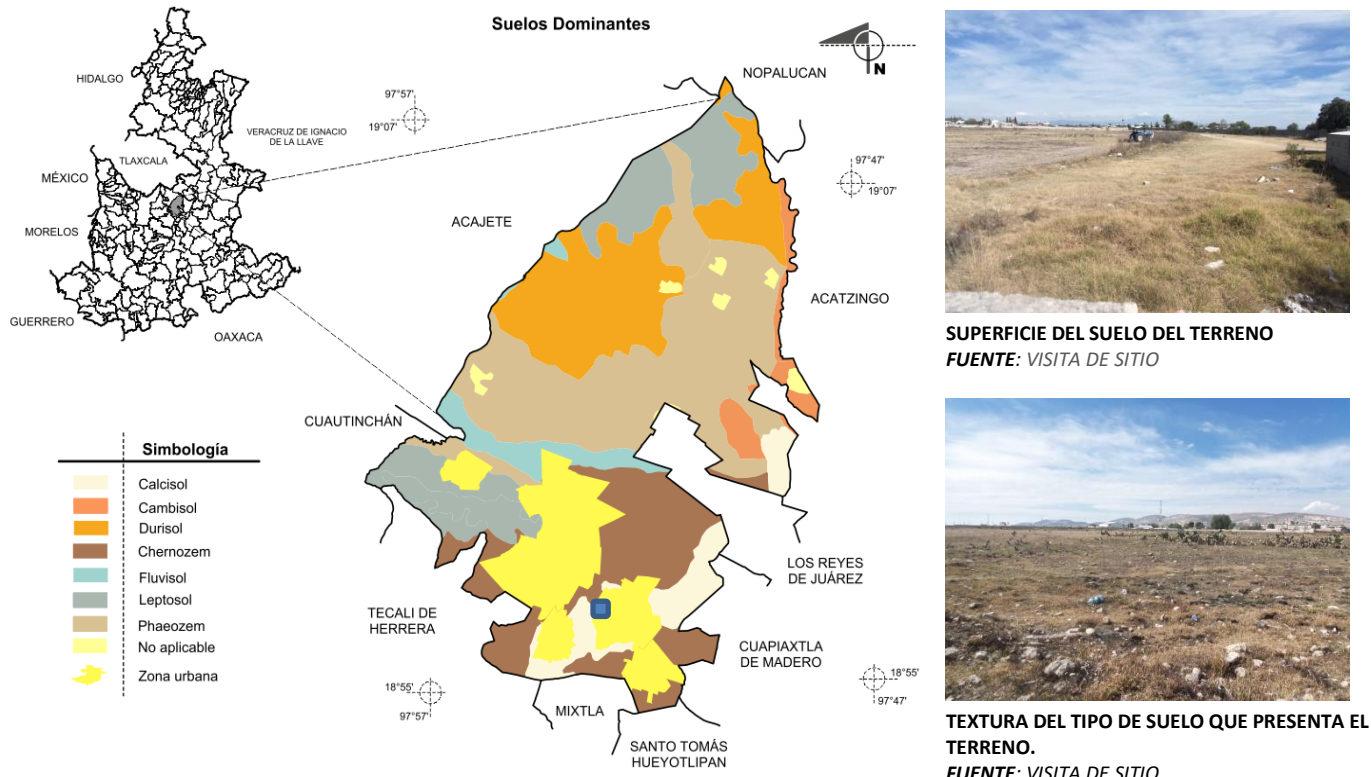 Suelos Dominantes
N
HIDALGO
VERACRUZ DE IGNACIO
DE LA LLAVE
TLAXCALA
MÉXICO
MORELOS
GUERRERO
OAXACA
97°57'
19°07'
NOPALUCAN
97°47'
19°07'
ACAJETE
ACATZINGO
CUAUTINCHÁN
LOS REYES
DE JUÁREZ
TECALI DE
HERRERA
CUAPIAXTLA
DE MADERO
18°55'
97°57'
18°55'
97°47'
MIXTLA
SANTO TOMÁS
HUEYOTLIPAN
Simbología
Calcisol
Cambisol
Durisol
Chernozem
Fluvisol
Leptosol
Phaeozem
No aplicable
Zona urbana
SUPERFICIE DEL SUELO DEL TERRENO
FUENTE: VISITA DE SITIO
TEXTURA DEL TIPO DE SUELO QUE PRESENTA EL
TERRENO.
FUENTE: VISITA DE SITIO